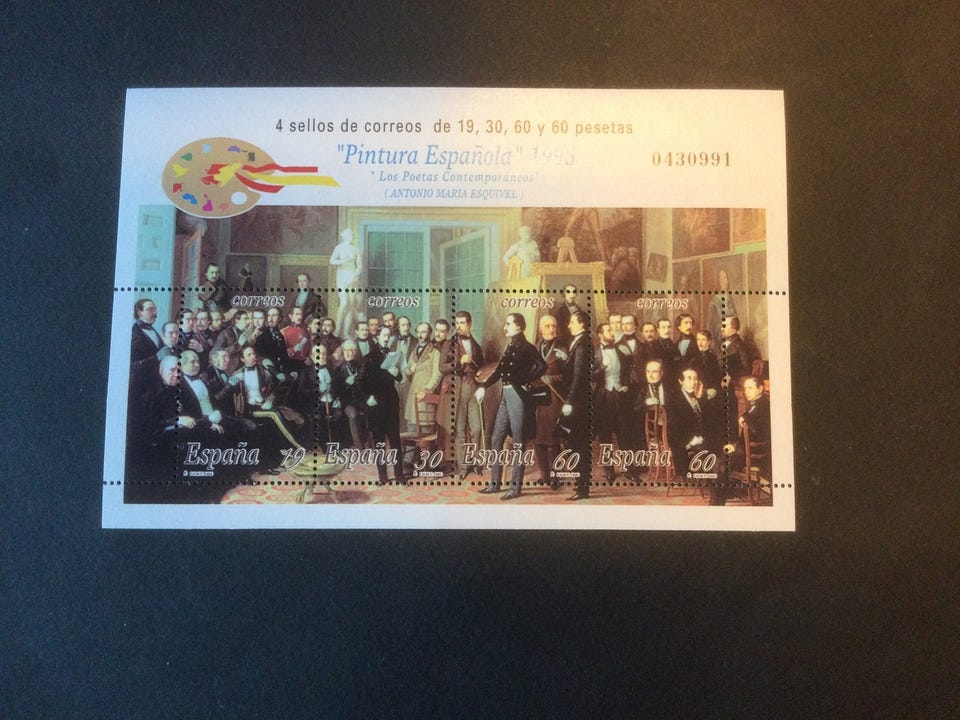 4 sellos de correos de 19, 30, 60 y 60 pesetas
"Pintura Española"
0430991
"Los Poetas Contemporáneos"
( ANTONIO MARIA ESQUIVEL )
correos correos correos correos
España 19 España 30 España 60 España 60